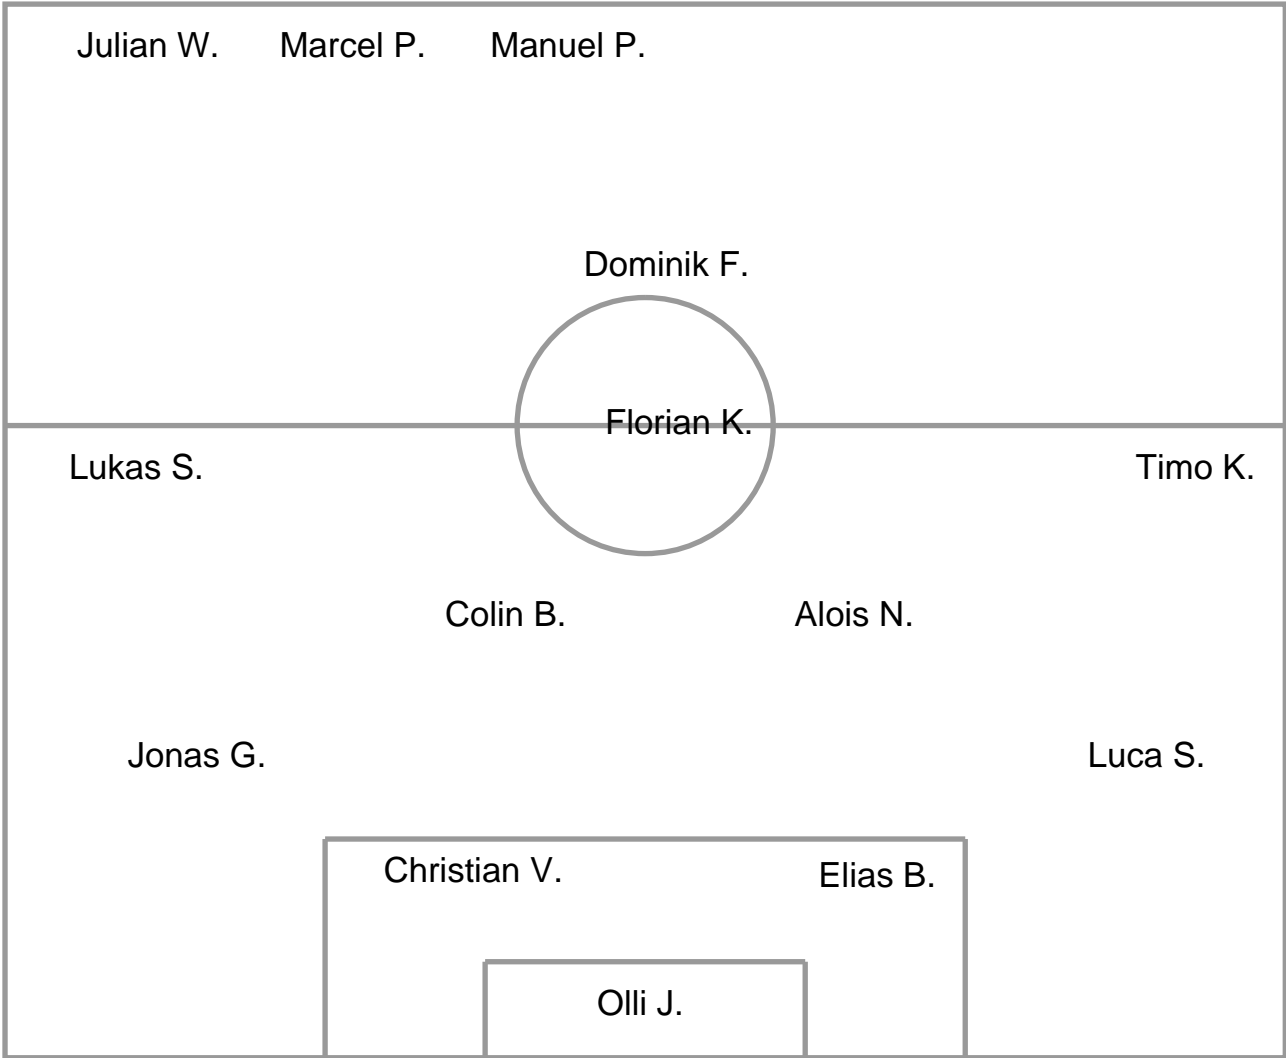 Julian W. Marcel P. Manuel P.
Dominik F.
Florian K.
Lukas S. Timo K.
Colin B. Alois N.
Jonas G. Luca S.
Christian V. Elias B.
Olli J.